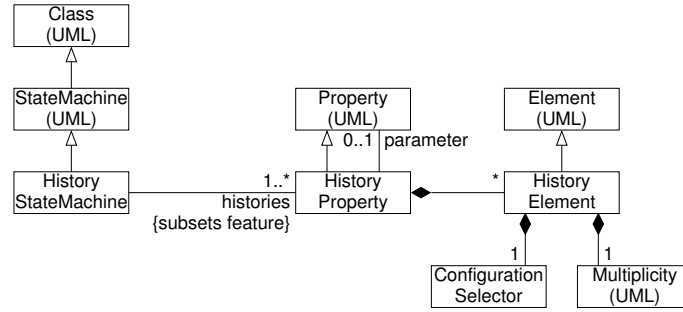 Class
(UML)
StateMachine
(UML)
Property
(UML)
Element
(UML)
0..1 parameter
History
StateMachine
1..*
histories
{subsets feature}
History
Property
*
History
Element
1
1
Configuration
Selector
Multiplicity
(UML)